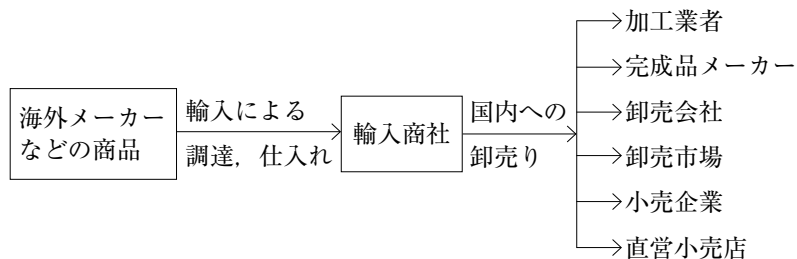 海外メーカー
などの商品
輸入による
調達，仕入れ
輸入商社
国内への
卸売り
加工業者
完成品メーカー
卸売会社
卸売市場
小売企業
直営小売店